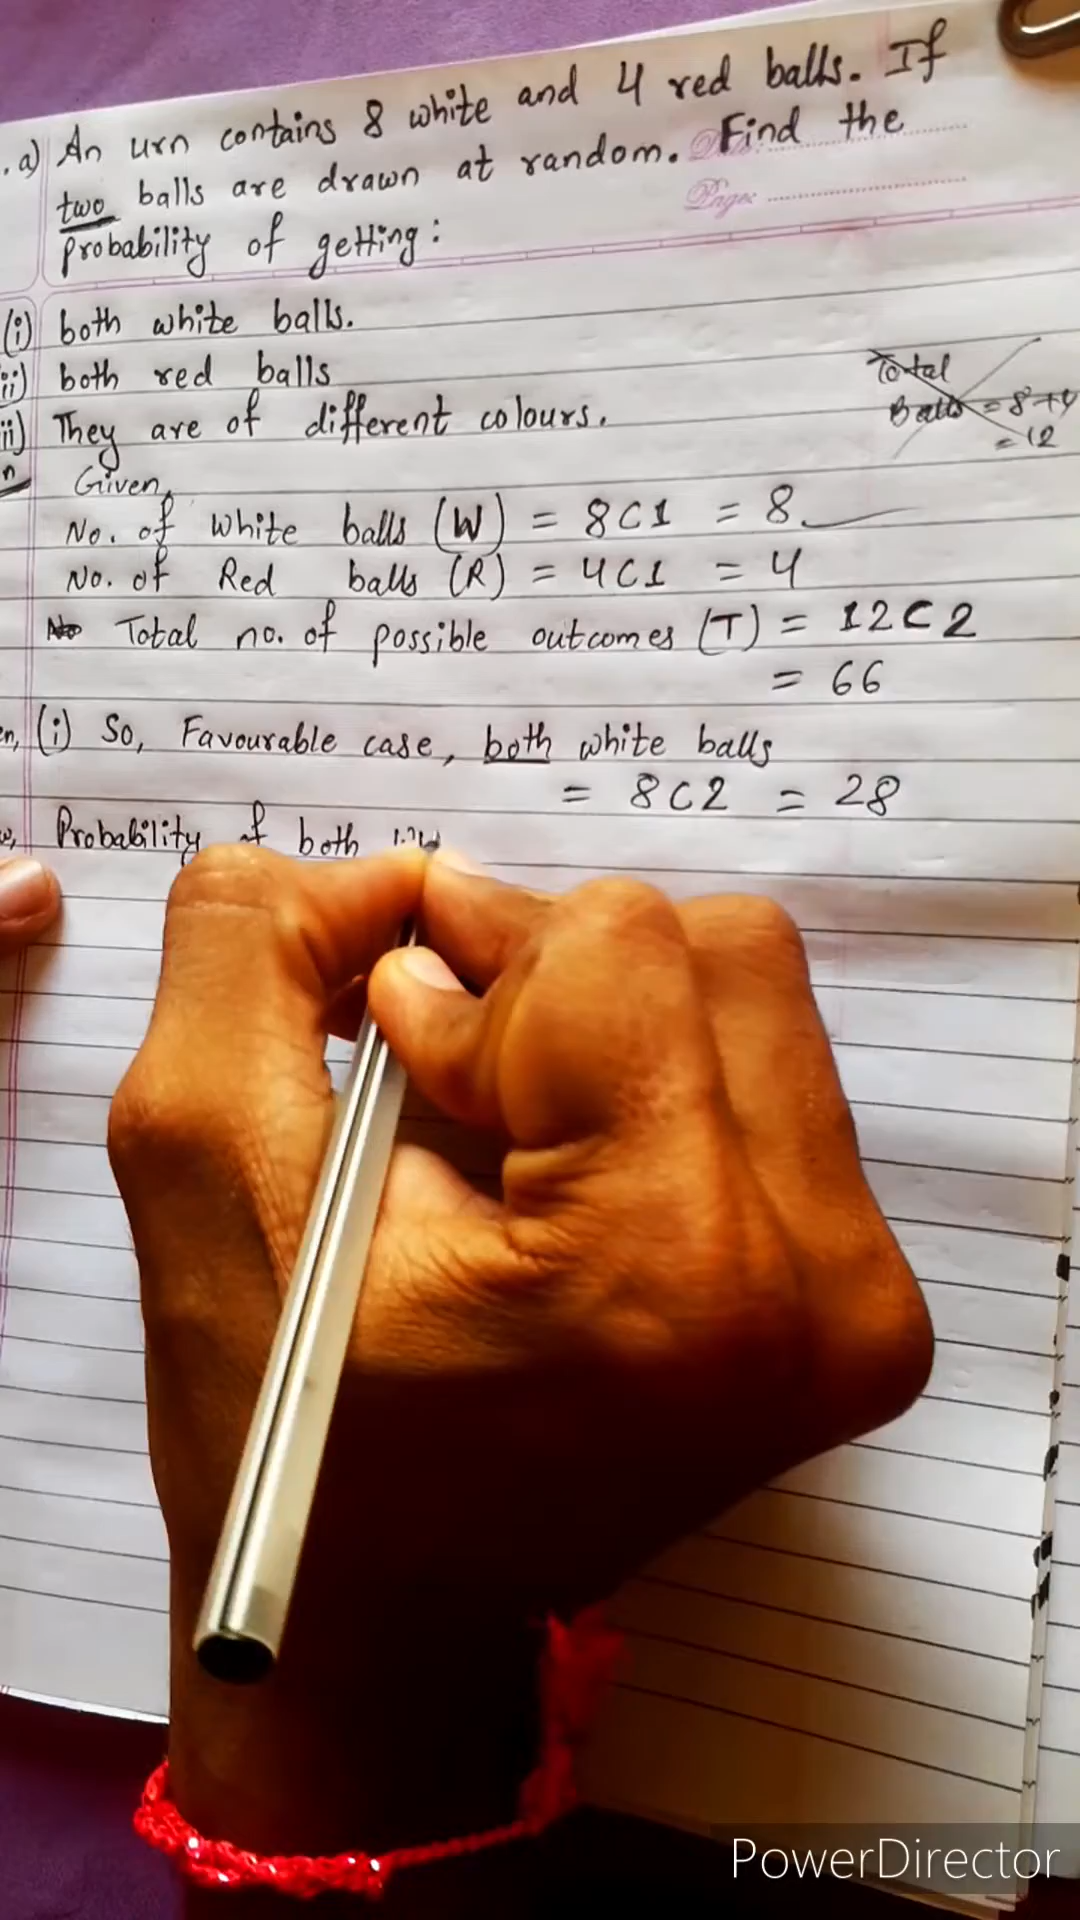 .a) An urn contains 8 white and 4 red balls. If
two balls are drawn at random. Find the
Page:
probability of getting:
(i) both white balls.
ii) both red balls
ii) They are of different colours.
Total
Balls = 8+4
= 12
n
Given,
No. of white balls (W) = 8C1 = 8
No. of Red balls (R) = 4C1 = 4
Total no. of possible outcomes (T) = 12C2
= 66
en, (i) So, Favourable case, both white balls
= 8C2 = 28
w, Probability of both
PowerDirector